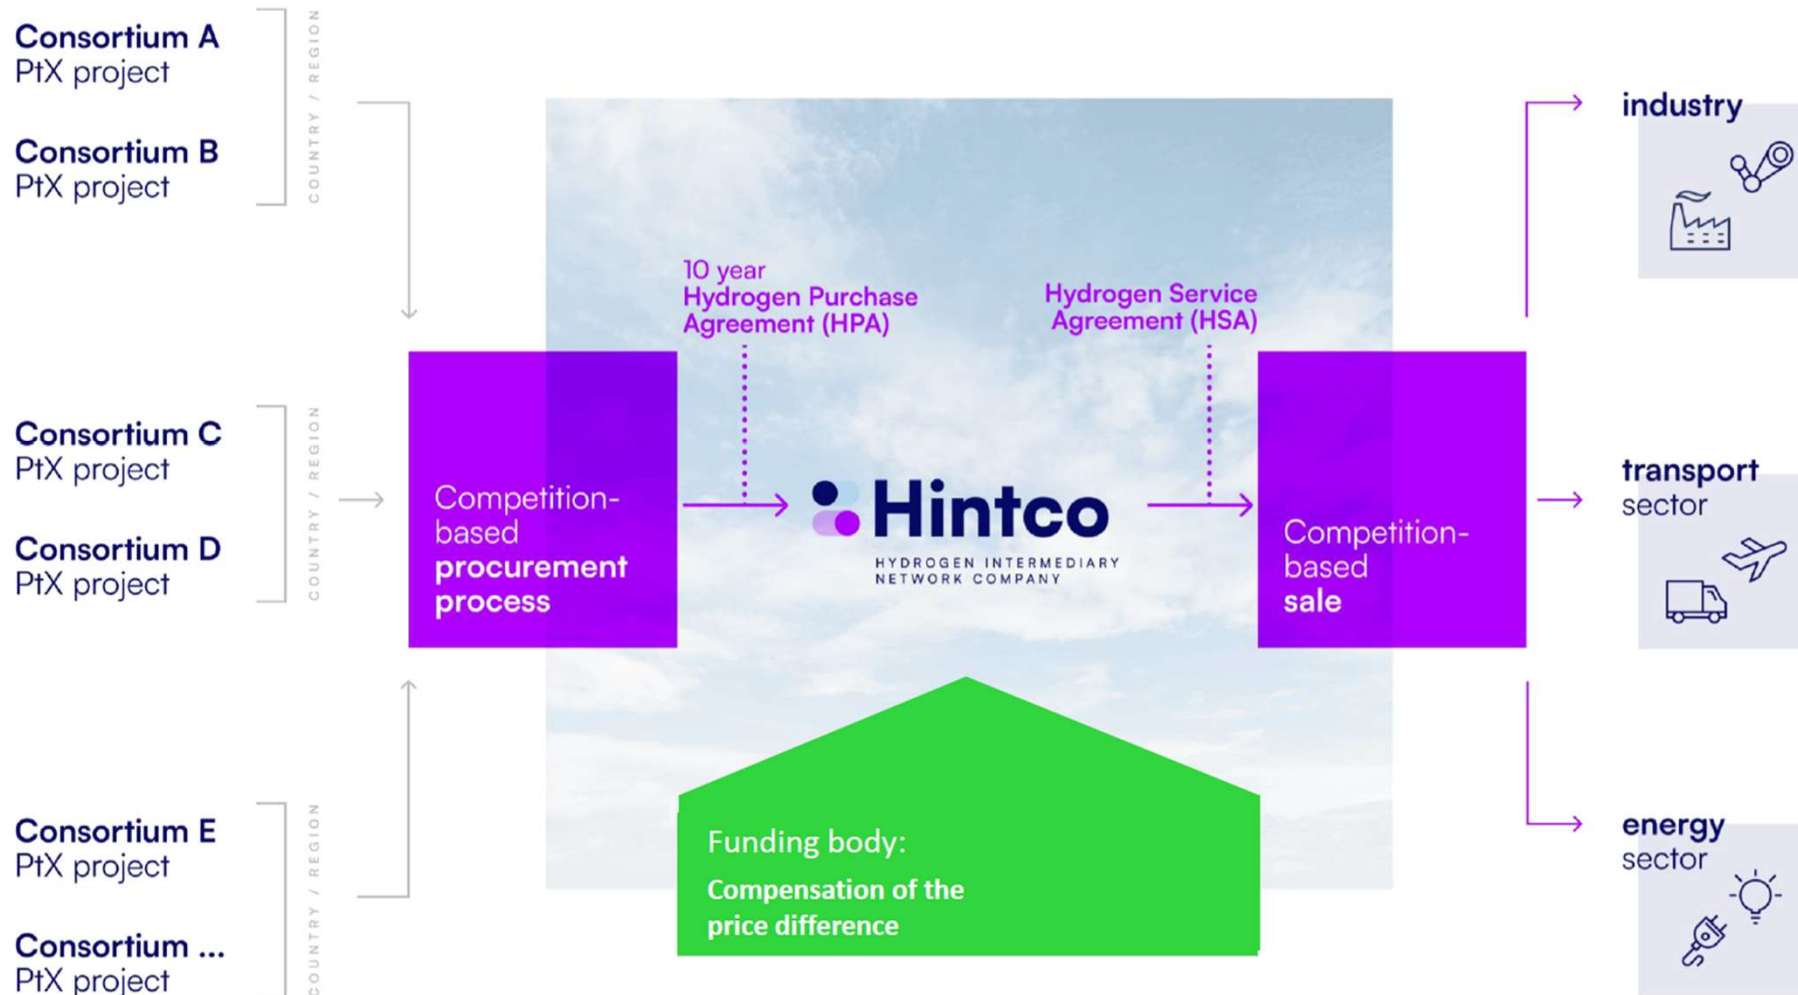 Consortium A
PtX project
Consortium B
PtX project
COUNTRY / REGION
Consortium C
PtX project
Consortium D
PtX project
COUNTRY / REGION
Consortium E
PtX project
Consortium ...
PtX project
COUNTRY / REGION
Competition-
based
procurement
process
10 year
Hydrogen Purchase
Agreement (HPA)
Hintco
HYDROGEN INTERMEDIARY
NETWORK COMPANY
Hydrogen Service
Agreement (HSA)
Competition-
based
sale
Funding body:
Compensation of the
price difference
industry
transport
sector
energy
sector